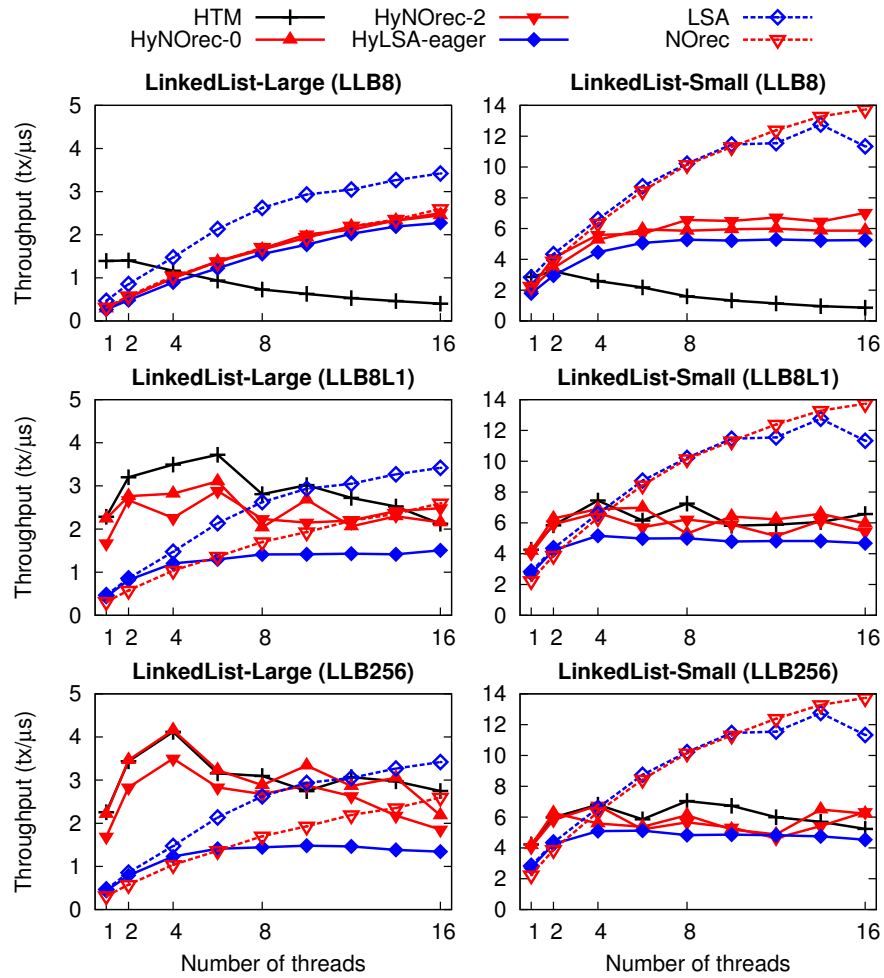 HTM HyNOrec-2 LSA
HyNOrec-0 HyLSA-eager NOrec
LinkedList-Large (LLB8) LinkedList-Small (LLB8)
Throughput (tx/µs)
5
4
3
2
1
0
1 2 4 8 16
14
12
10
8
6
4
2
0
1 2 4 8 16
LinkedList-Large (LLB8L1) LinkedList-Small (LLB8L1)
Throughput (tx/µs)
5
4
3
2
1
0
1 2 4 8 16
14
12
10
8
6
4
2
0
1 2 4 8 16
LinkedList-Large (LLB256) LinkedList-Small (LLB256)
Throughput (tx/µs)
5
4
3
2
1
0
1 2 4 8 16
14
12
10
8
6
4
2
0
1 2 4 8 16
Number of threads Number of threads